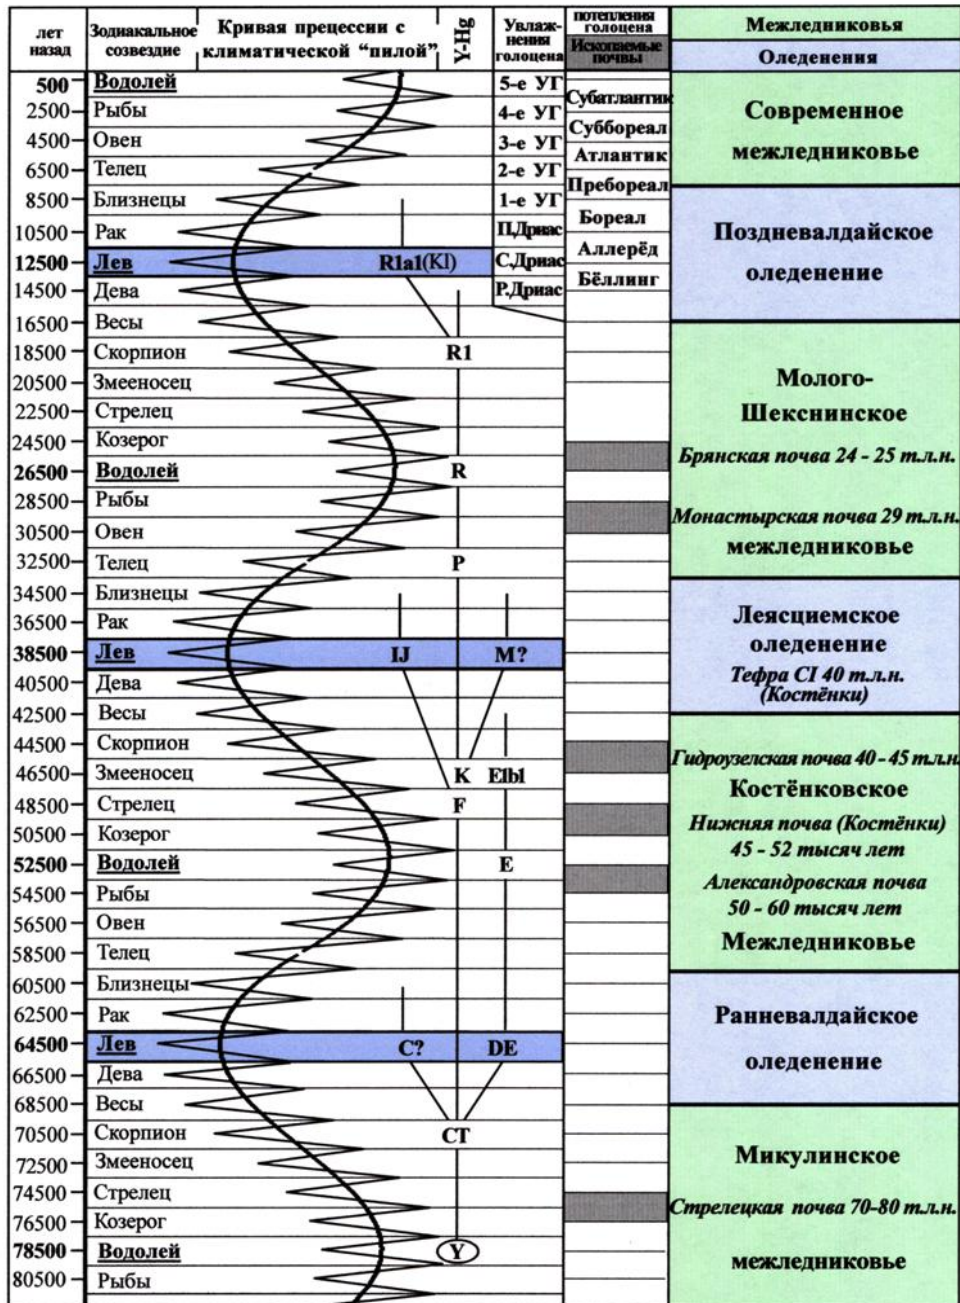 лет
назад
Зодиакальное
созвездие
Кривая прецессии с
климатической “пилой”
Y-Hg
Увлаж-
нения
голоцена
потепления
голоцена
Ископаемые
почвы
Межледниковья
Оледенения
500 Водолей 5-е УГ
2500 Рыбы 4-е УГ Субатлантик
4500 Овен 3-е УГ Суббореал
6500 Телец 2-е УГ Атлантик
8500 Близнецы 1-е УГ Пребореал
10500 Рак П.Дриас Бореал
12500 Лев R1a1(KI) С.Дриас Аллерёд
14500 Дева Р.Дриас Бёллинг
16500 Весы
18500 Скорпион R1
20500 Змееносец
22500 Стрелец
24500 Козерог
26500 Водолей R
28500 Рыбы
30500 Овен
32500 Телец P
34500 Близнецы
36500 Рак
38500 Лев IJ M?
40500 Дева
42500 Весы
44500 Скорпион
46500 Змееносец K E1b1
48500 Стрелец F
50500 Козерог
52500 Водолей E
54500 Рыбы
56500 Овен
58500 Телец
60500 Близнецы
62500 Рак
64500 Лев C? DE
66500 Дева
68500 Весы
70500 Скорпион CT
72500 Змееносец
74500 Стрелец
76500 Козерог
78500 Водолей Y
80500 Рыбы
Современное
межледниковье
Поздневалдайское
оледенение
Молого-
Шекснинское
Брянская почва 24 - 25 т.л.н.
Монастырская почва 29 т.л.н.
межледниковье
Леясциемское
оледенение
Тефра CI 40 т.л.н.
(Костёнки)
Гидроузелская почва 40 - 45 т.л.н.
Костёнковское
Нижняя почва (Костёнки)
45 - 52 тысяч лет
Александровская почва
50 - 60 тысяч лет
Межледниковье
Ранневалдайское
оледенение
Микулинское
Стрелецкая почва 70-80 т.л.н.
межледниковье